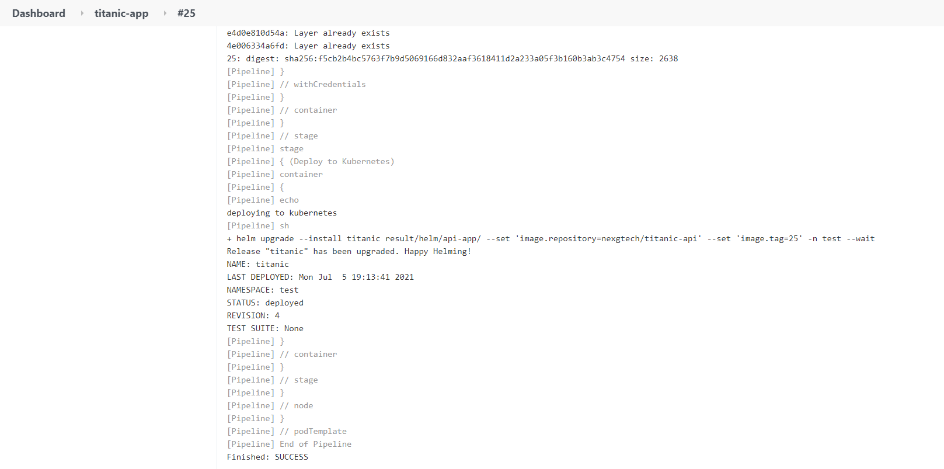 Dashboard › titanic-app › #25
e4d0e810d54a: Layer already exists
4e006334a6fd: Layer already exists
25: digest: sha256:f5cb2b4bc5763f7b9d5069166d832aaf3618411d2a233a05f3b160b3ab3c4754 size: 2638
[Pipeline] }
[Pipeline] // withCredentials
[Pipeline] }
[Pipeline] // container
[Pipeline] }
[Pipeline] // stage
[Pipeline] stage
[Pipeline] { (Deploy to Kubernetes)
[Pipeline] container
[Pipeline] {
[Pipeline] echo
deploying to kubernetes
[Pipeline] sh
+ helm upgrade --install titanic result/helm/api-app/ --set 'image.repository=nexgtech/titanic-api' --set 'image.tag=25' -n test --wait
Release "titanic" has been upgraded. Happy Helming!
NAME: titanic
LAST DEPLOYED: Mon Jul  5 19:13:41 2021
NAMESPACE: test
STATUS: deployed
REVISION: 4
TEST SUITE: None
[Pipeline] }
[Pipeline] // container
[Pipeline] }
[Pipeline] // stage
[Pipeline] }
[Pipeline] // node
[Pipeline] }
[Pipeline] // podTemplate
[Pipeline] End of Pipeline
Finished: SUCCESS